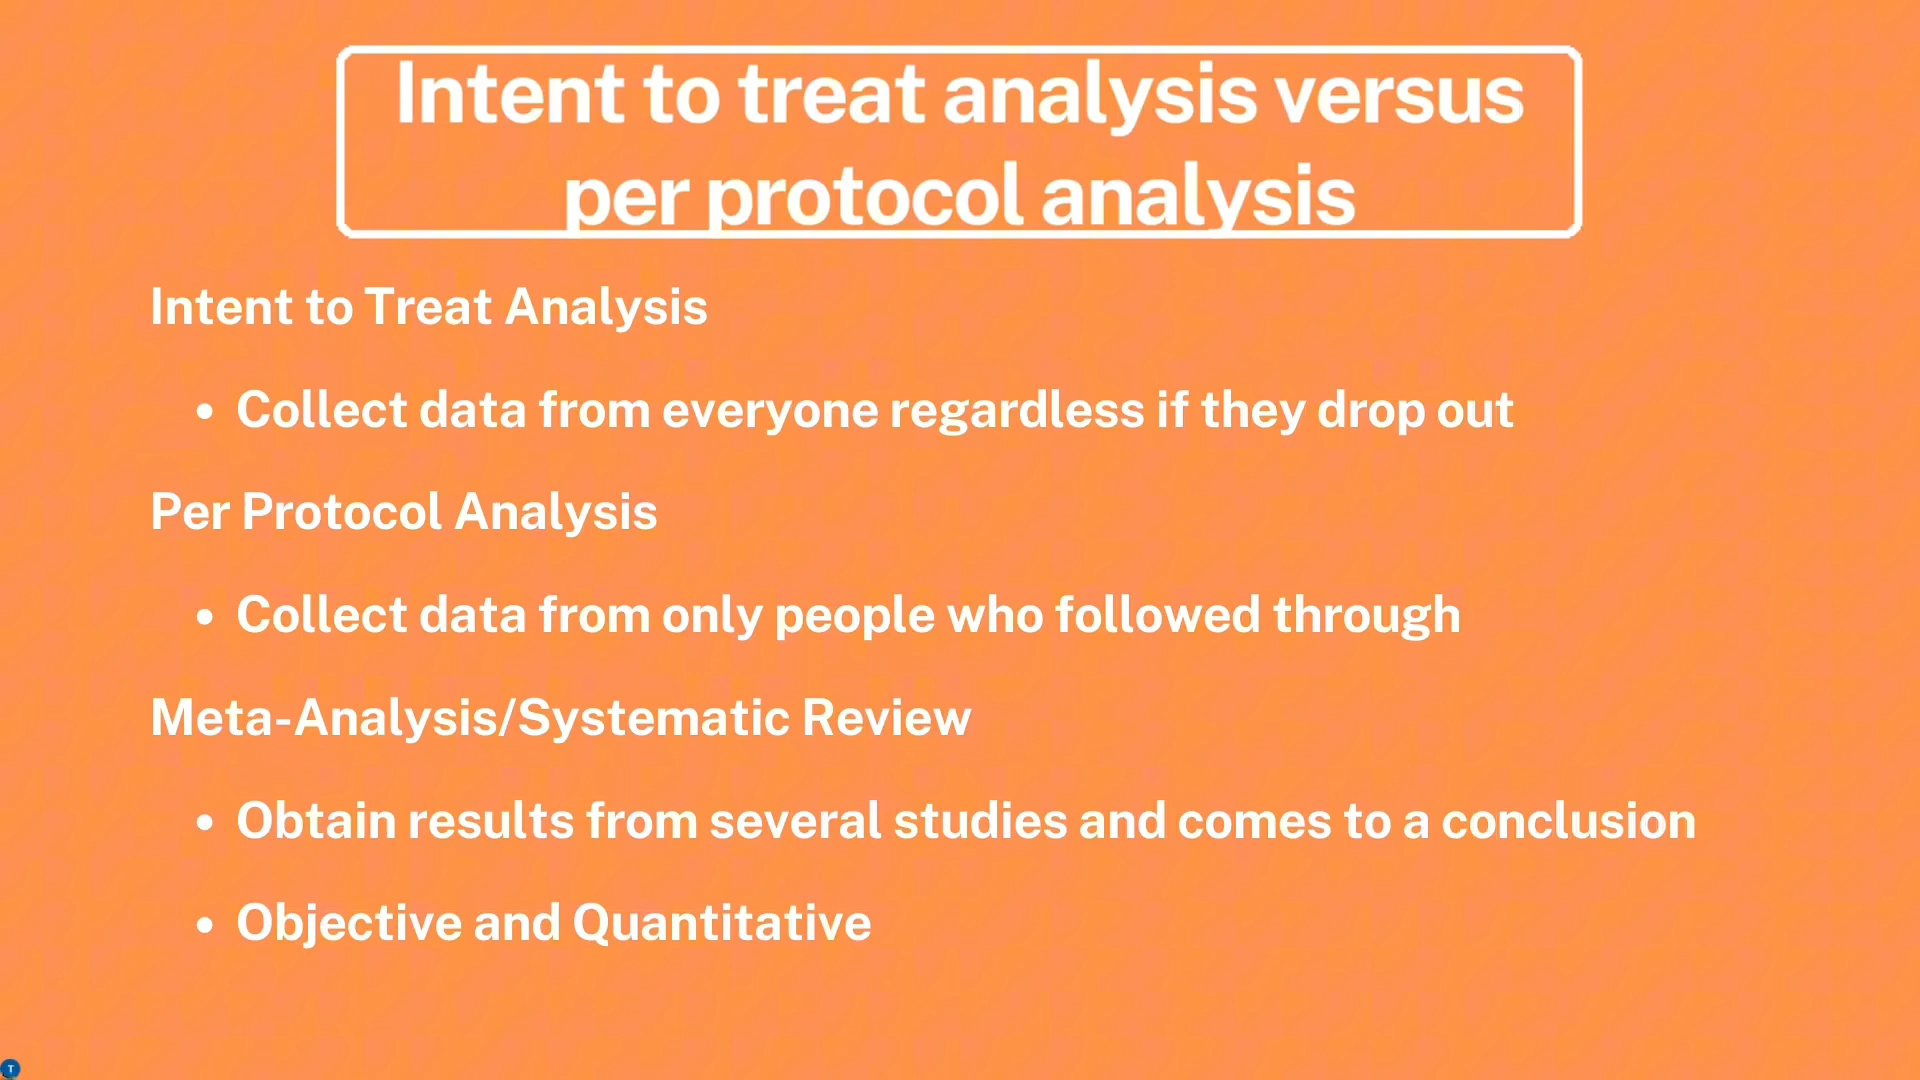 Intent to treat analysis versus
per protocol analysis
Intent to Treat Analysis
• Collect data from everyone regardless if they drop out
Per Protocol Analysis
• Collect data from only people who followed through
Meta-Analysis/Systematic Review
• Obtain results from several studies and comes to a conclusion
• Objective and Quantitative
T